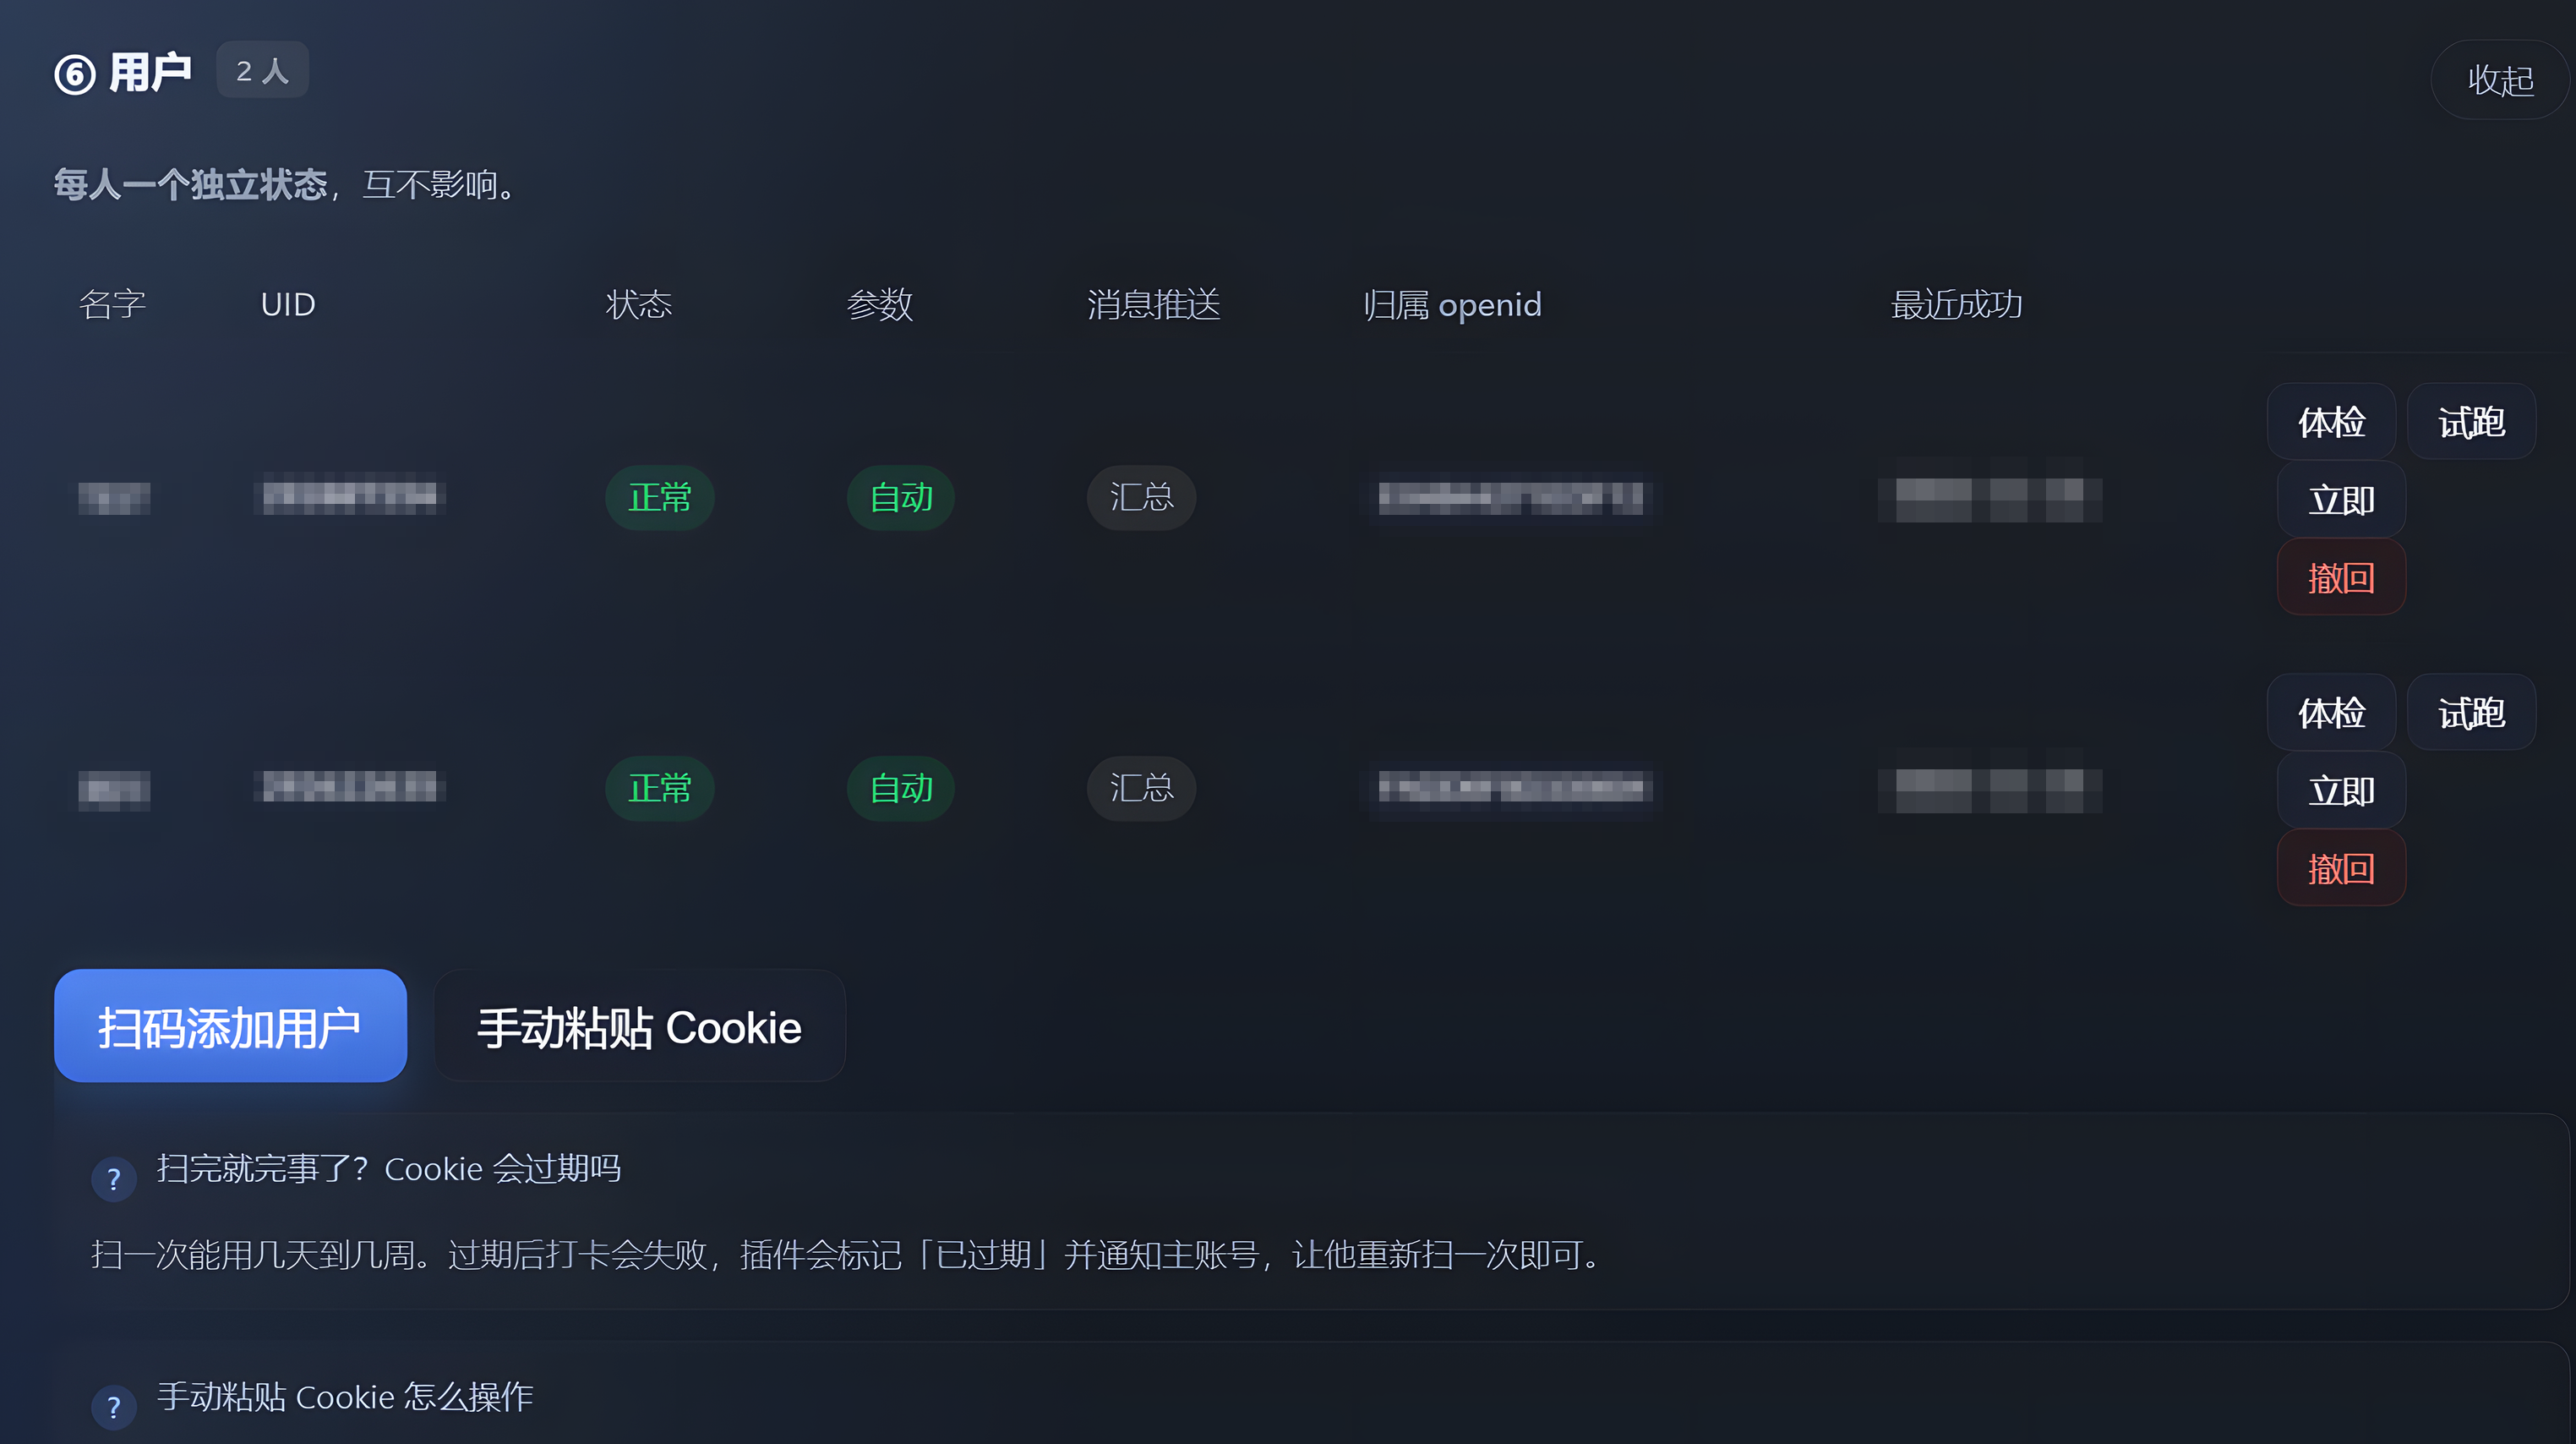 ⑥ 用户 2 人
收起
每人一个独立状态，互不影响。
名字 UID 状态 参数 消息推送 归属 openid 最近成功
正常 自动 汇总 体检 试跑
立即
撤回
正常 自动 汇总 体检 试跑
立即
撤回
扫码添加用户 手动粘贴 Cookie
? 扫完就完事了？Cookie 会过期吗
扫一次能用几天到几周。过期后打卡会失败，插件会标记「已过期」并通知主账号，让他重新扫一次即可。
? 手动粘贴 Cookie 怎么操作